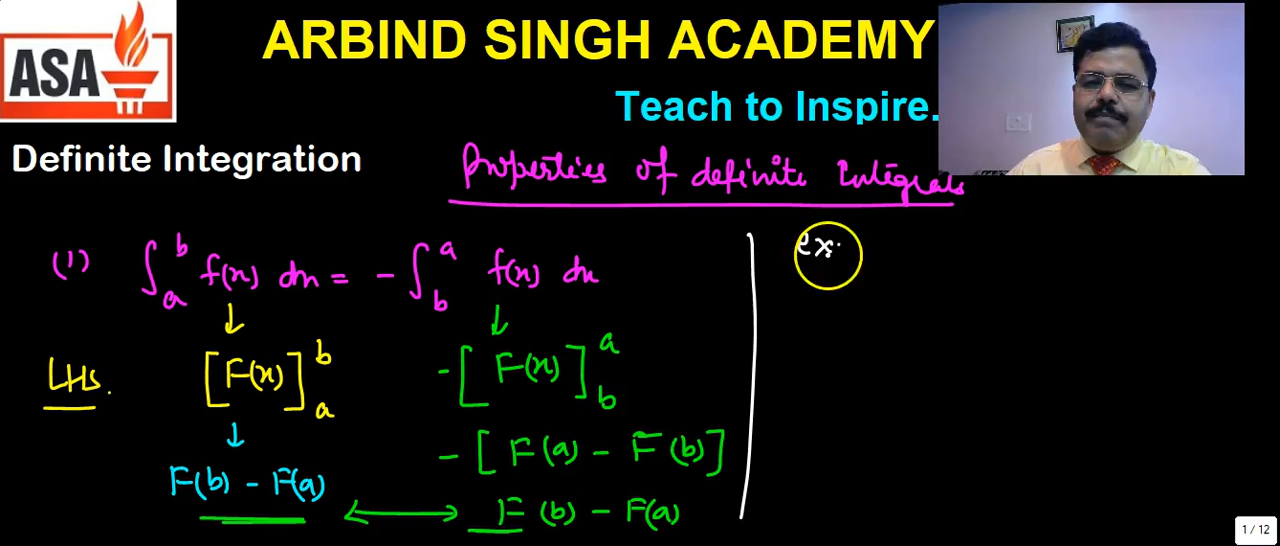 ASA
ARBIND SINGH ACADEMY
Teach to Inspire.
Definite Integration
Properties of definite Integrals
(1) ∫_a^b f(x) dx = - ∫_b^a f(x) dx
↓ ↓
LHS. [F(x)]_a^b -[F(x)]_b^a
↓
- [F(a) - F(b)]
F(b) - F(a) ⟷ F(b) - F(a)
ex:
1 / 12